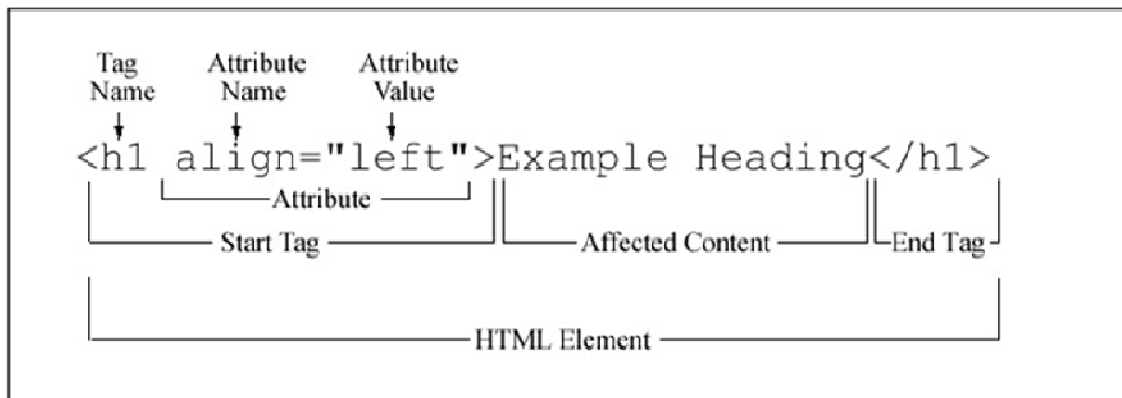 Tag Name
Attribute Name
Attribute Value
<h1 align="left">Example Heading</h1>
Attribute
Start Tag
Affected Content
End Tag
HTML Element